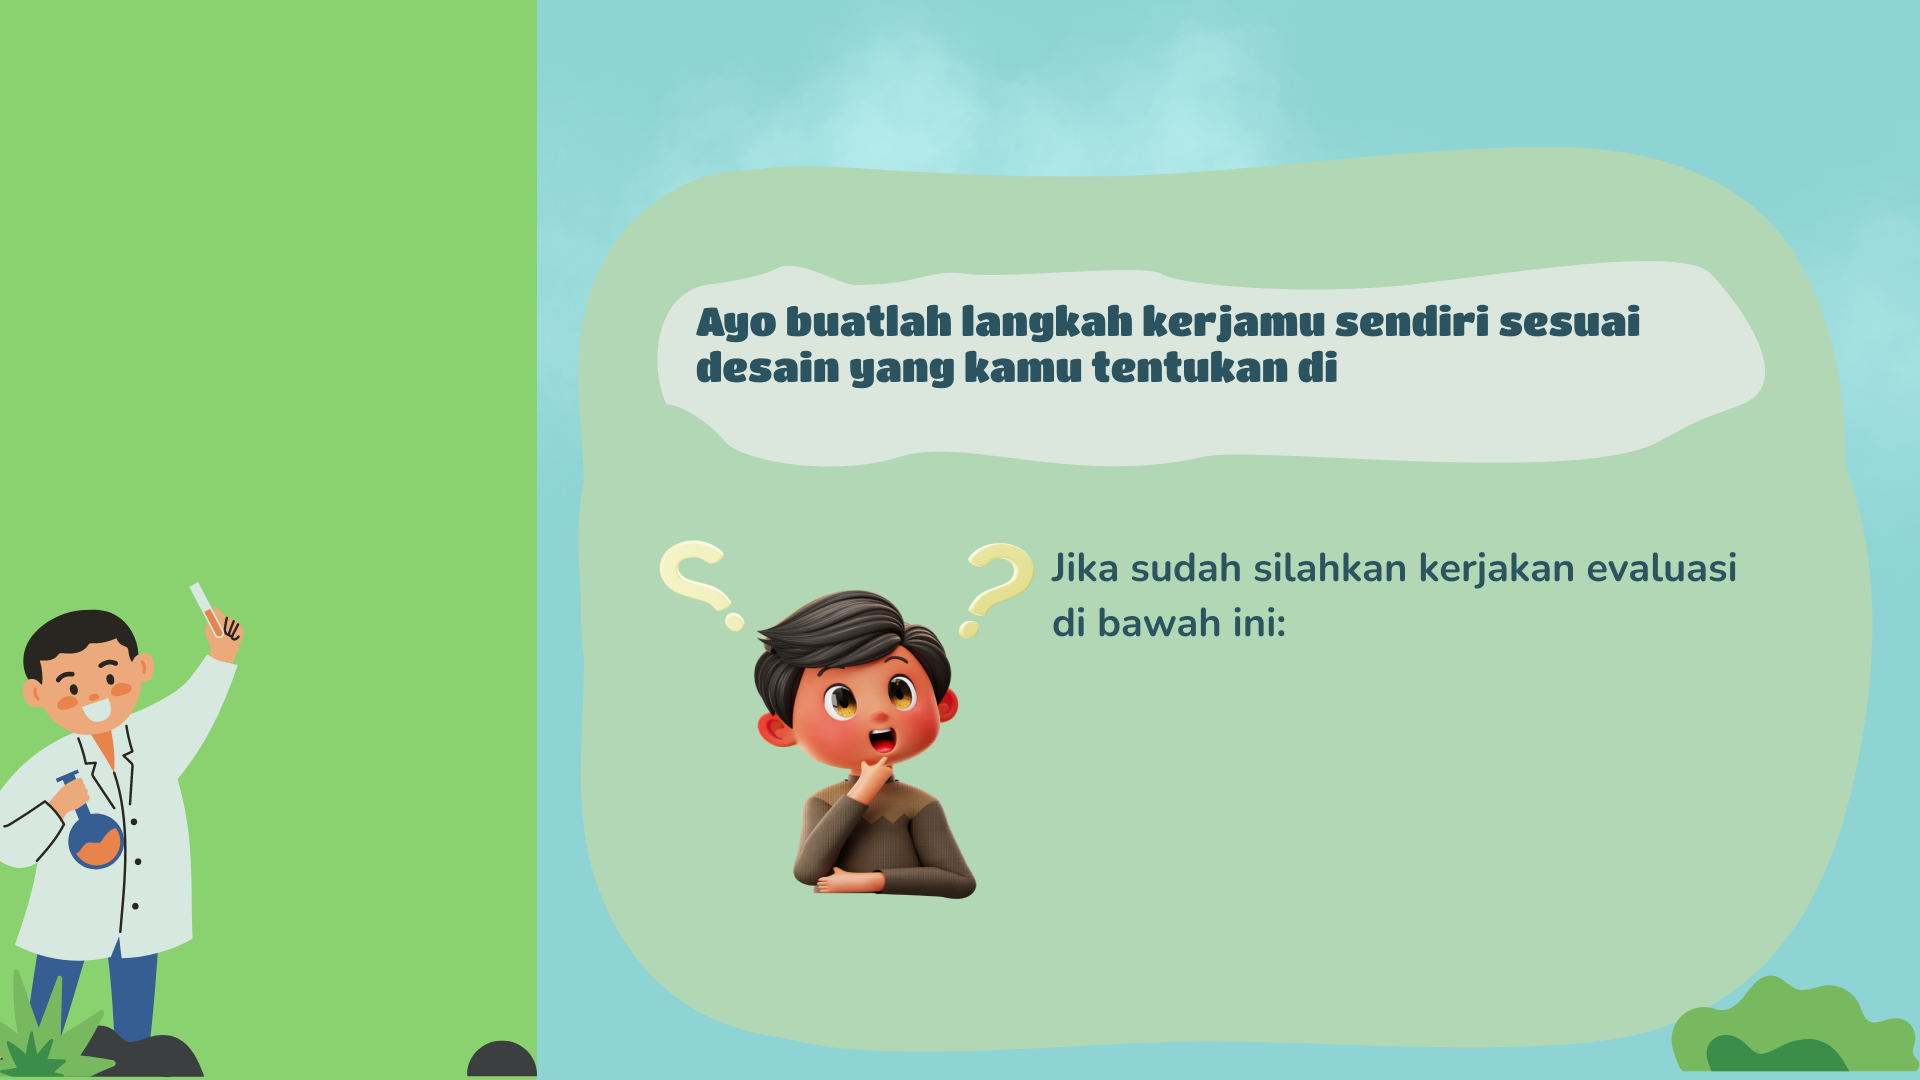 Ayo buatlah langkah kerjamu sendiri sesuai
desain yang kamu tentukan di
Jika sudah silahkan kerjakan evaluasi
di bawah ini: